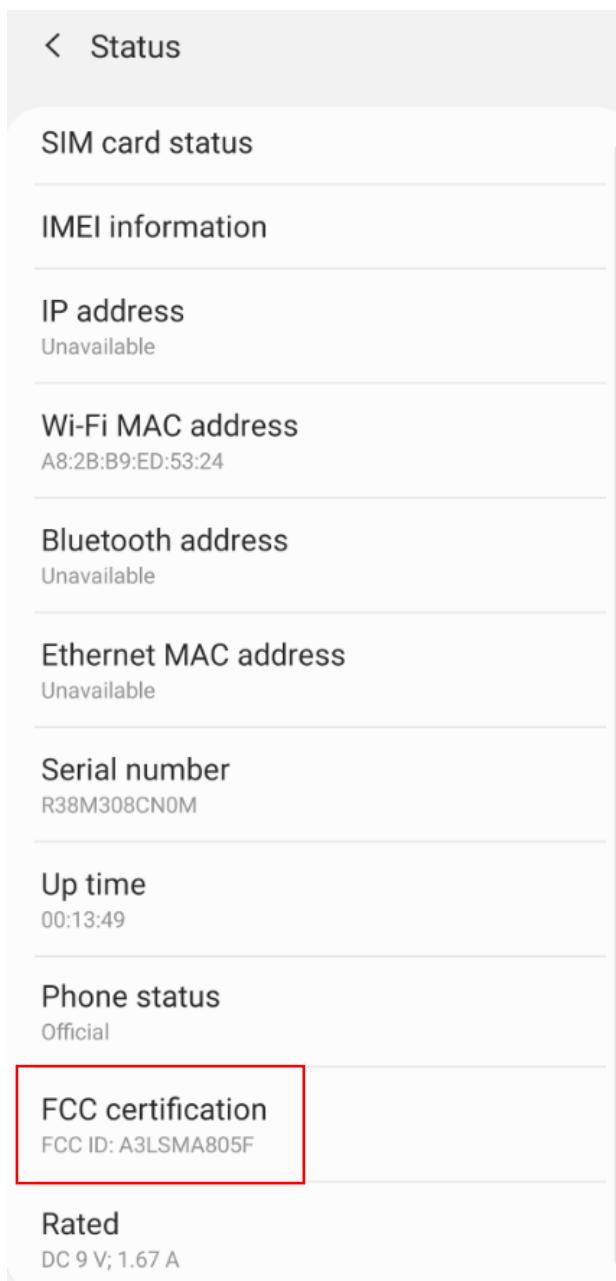 Status
SIM card status
IMEI information
IP address
Unavailable
Wi-Fi MAC address
A8:2B:B9:ED:53:24
Bluetooth address
Unavailable
Ethernet MAC address
Unavailable
Serial number
R38M308CN0M
Up time
00:13:49
Phone status
Official
FCC certification
FCC ID: A3LSMA805F
Rated
DC 9 V; 1.67 A